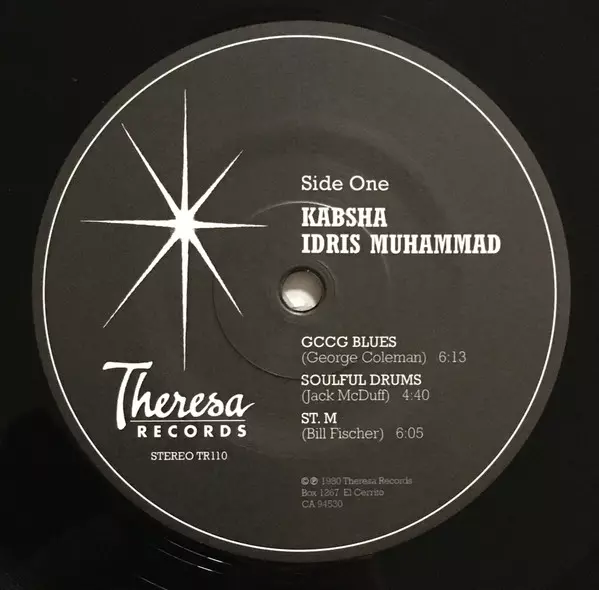 Side One
KABSHA
IDRIS MUHAMMAD
GCCG BLUES
(George Coleman) 6:13
SOULFUL DRUMS
(Jack McDuff) 4:40
ST. M
(Bill Fischer) 6:05
Theresa
RECORDS
STEREO TR110
© ℗ 1980 Theresa Records
Box 1267 El Cerrito
CA 94530